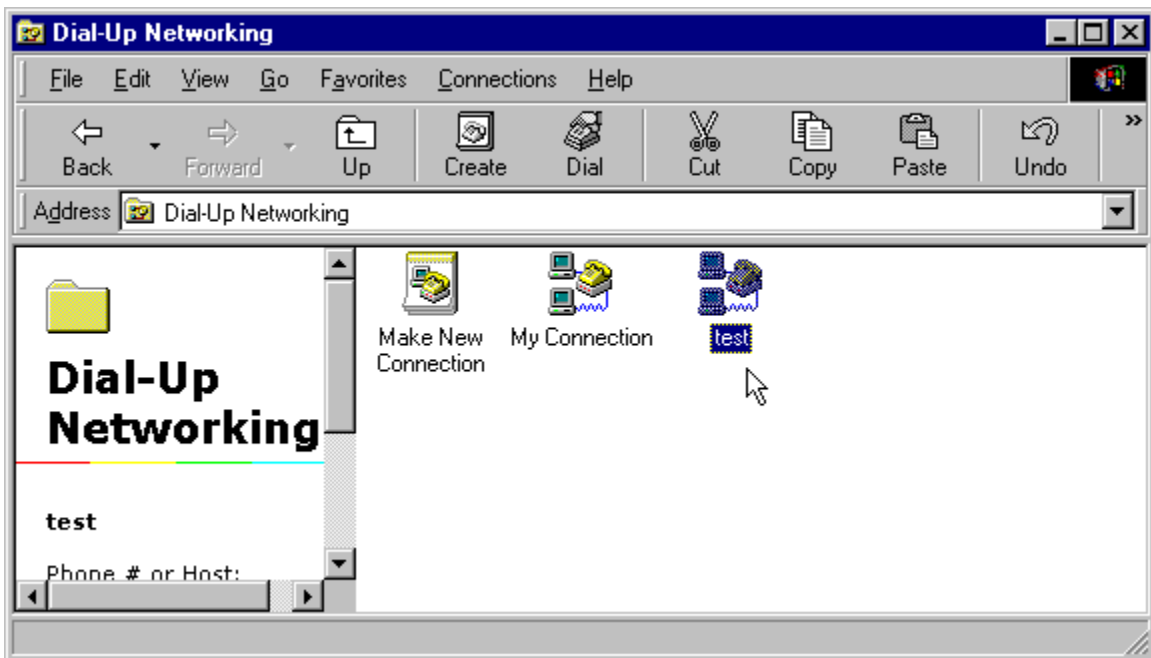 Dial-Up Networking
File Edit View Go Favorites Connections Help
Back Forward Up Create Dial Cut Copy Paste Undo »
Address Dial-Up Networking
Dial-Up
Networking
test
Phone # or Host:
Make New
Connection
My Connection
test